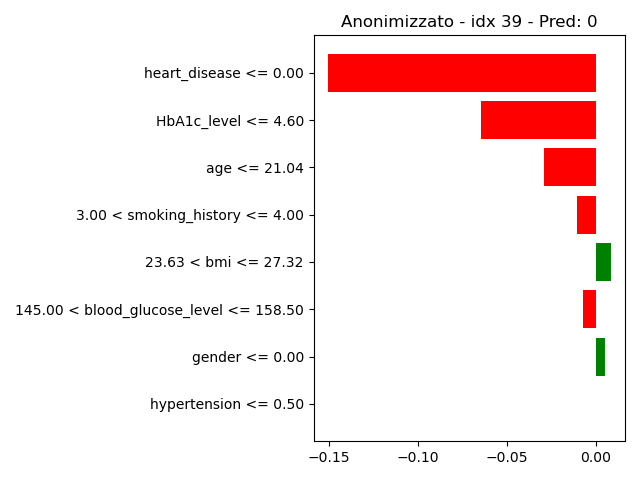 Anonimizzato - idx 39 - Pred: 0
heart_disease <= 0.00
HbA1c_level <= 4.60
age <= 21.04
3.00 < smoking_history <= 4.00
23.63 < bmi <= 27.32
145.00 < blood_glucose_level <= 158.50
gender <= 0.00
hypertension <= 0.50
−0.15 −0.10 −0.05 0.00